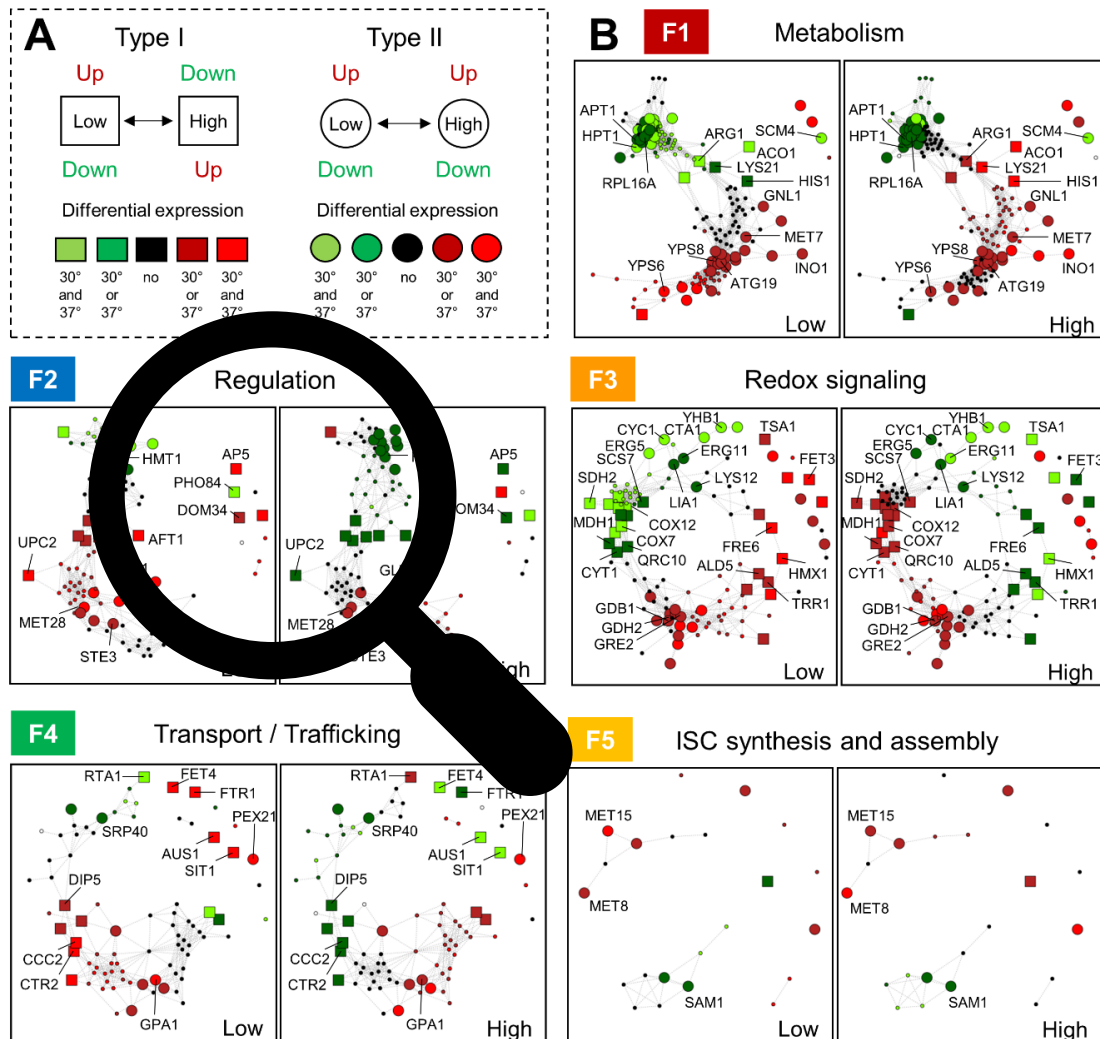 A
Type I
Type II
Up
Down
Up
Up
Low
High
Low
High
Down
Up
Down
Down
Differential expression
Differential expression
30° and 37°
30° or 37°
no
30° or 37°
30° and 37°
30° and 37°
30° or 37°
no
30° or 37°
30° and 37°
B
F1
Metabolism
APT1
HPT1
RPL16A
ARG1
SCM4
ACO1
LYS21
HIS1
GNL1
MET7
YPS8
YPS6
INO1
ATG19
Low
APT1
HPT1
RPL16A
ARG1
SCM4
ACO1
LYS21
HIS1
GNL1
MET7
YPS8
YPS6
INO1
ATG19
High
F2
Regulation
HMT1
AP5
PHO84
DOM34
AFT1
UPC2
MET28
STE3
AP5
UPC2
MET28
F3
Redox signaling
YHB1
CYC1
CTA1
TSA1
ERG5
ERG11
SCS7
FET3
SDH2
LYS12
LIA1
MDH1
COX12
COX7
FRE6
QRC10
CYT1
ALD5
HMX1
TRR1
GDB1
GDH2
GRE2
Low
YHB1
CYC1
CTA1
TSA1
ERG5
ERG11
SCS7
FET3
SDH2
LYS12
LIA1
MDH1
COX12
COX7
FRE6
QRC10
CYT1
ALD5
HMX1
TRR1
GDB1
GDH2
GRE2
High
F4
Transport / Trafficking
RTA1
FET4
FTR1
PEX21
SRP40
AUS1
SIT1
DIP5
CCC2
CTR2
GPA1
Low
RTA1
FET4
FTR1
PEX21
SRP40
AUS1
SIT1
DIP5
CCC2
CTR2
GPA1
High
F5
ISC synthesis and assembly
MET15
MET8
SAM1
Low
MET15
MET8
SAM1
High